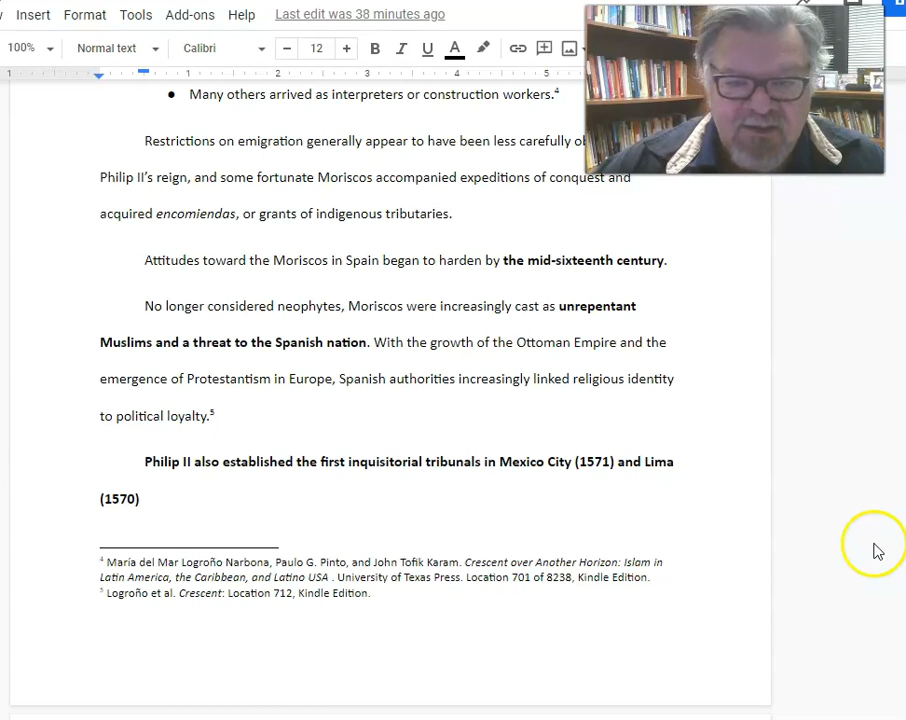 Insert Format Tools Add-ons Help Last edit was 38 minutes ago
100% Normal text Calibri 12 B I U A
1 1 2 3 4 5
● Many others arrived as interpreters or construction workers.⁴
Restrictions on emigration generally appear to have been less carefully
Philip II's reign, and some fortunate Moriscos accompanied expeditions of conquest and
acquired encomiendas, or grants of indigenous tributaries.
Attitudes toward the Moriscos in Spain began to harden by the mid-sixteenth century.
No longer considered neophytes, Moriscos were increasingly cast as unrepentant
Muslims and a threat to the Spanish nation. With the growth of the Ottoman Empire and the
emergence of Protestantism in Europe, Spanish authorities increasingly linked religious identity
to political loyalty.⁵
Philip II also established the first inquisitorial tribunals in Mexico City (1571) and Lima
(1570)
⁴ María del Mar Logroño Narbona, Paulo G. Pinto, and John Tofik Karam. Crescent over Another Horizon: Islam in
Latin America, the Caribbean, and Latino USA . University of Texas Press. Location 701 of 8238, Kindle Edition.
⁵ Logroño et al. Crescent: Location 712, Kindle Edition.